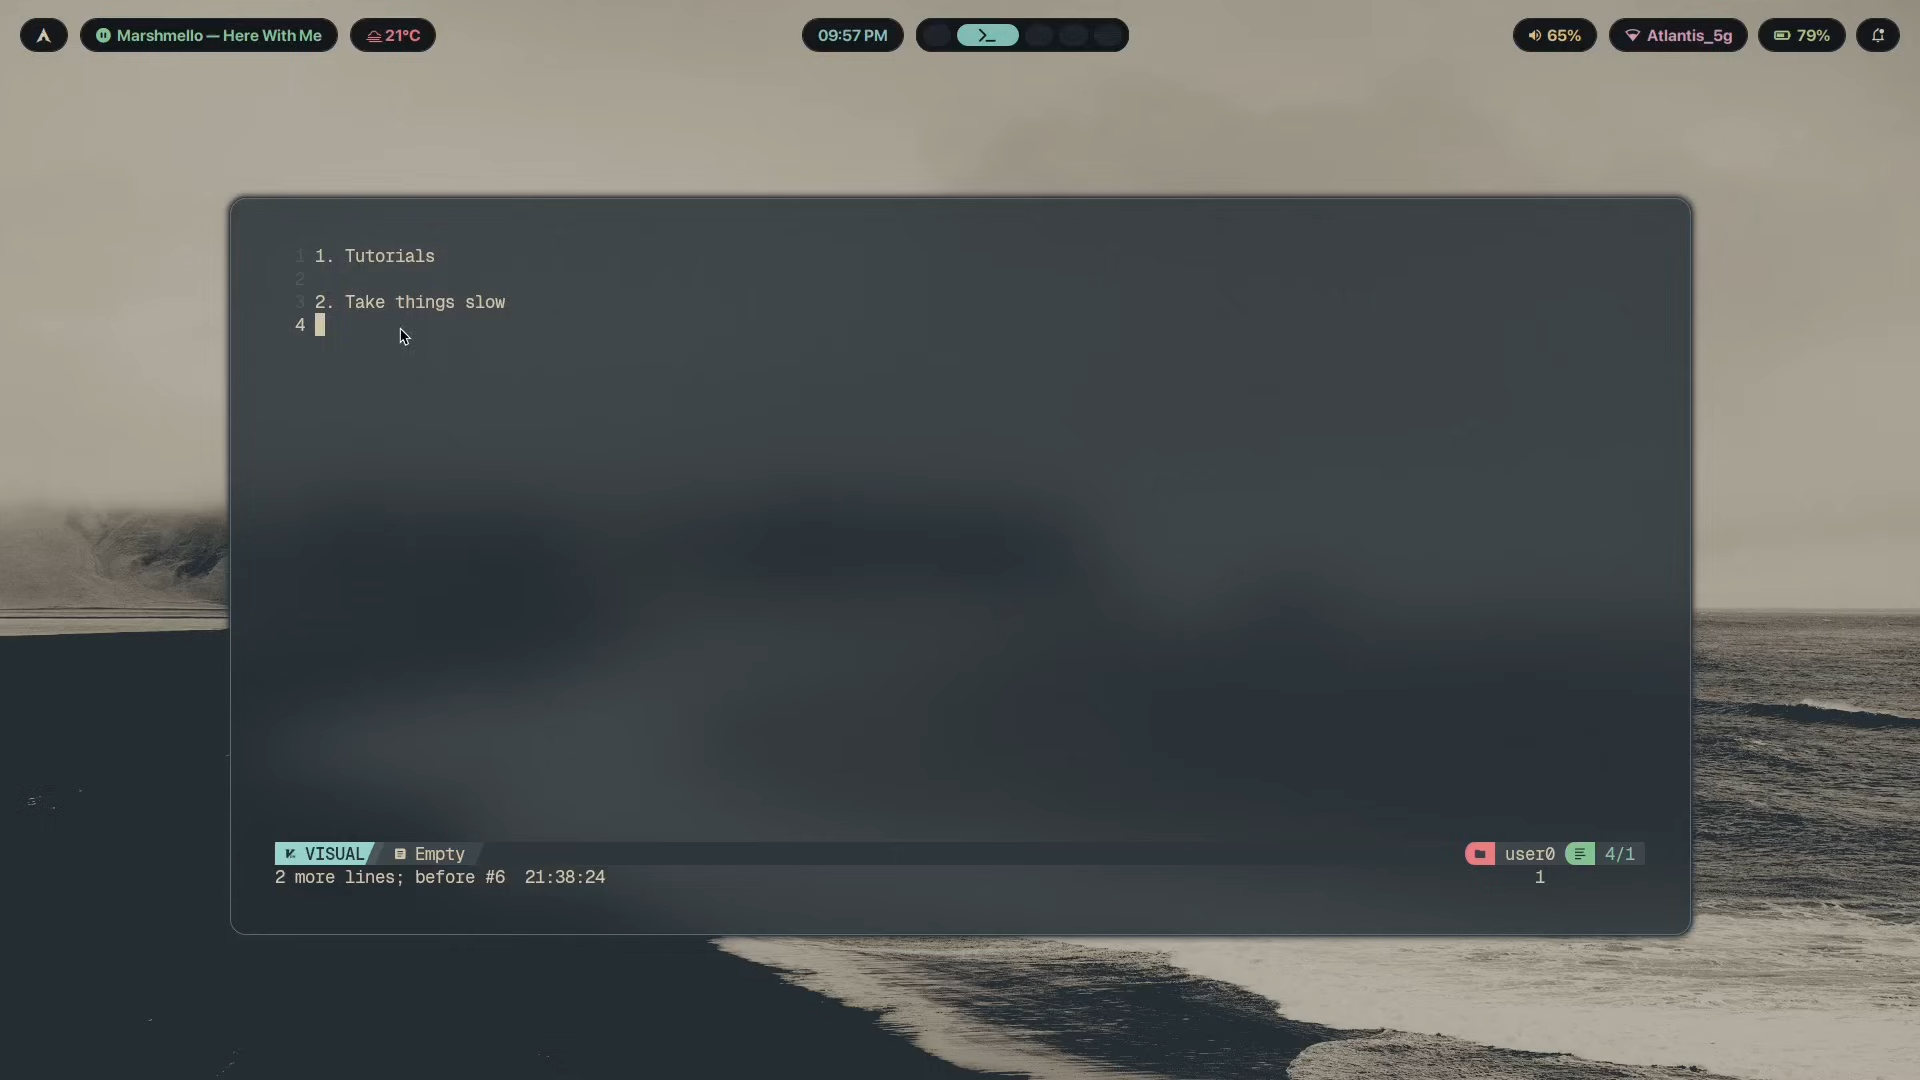 Marshmello — Here With Me
21°C
09:57 PM
65%
Atlantis_5g
79%
1 1. Tutorials
2
3 2. Take things slow
4
VISUAL Empty
user0 4/1
2 more lines; before #6 21:38:24
1